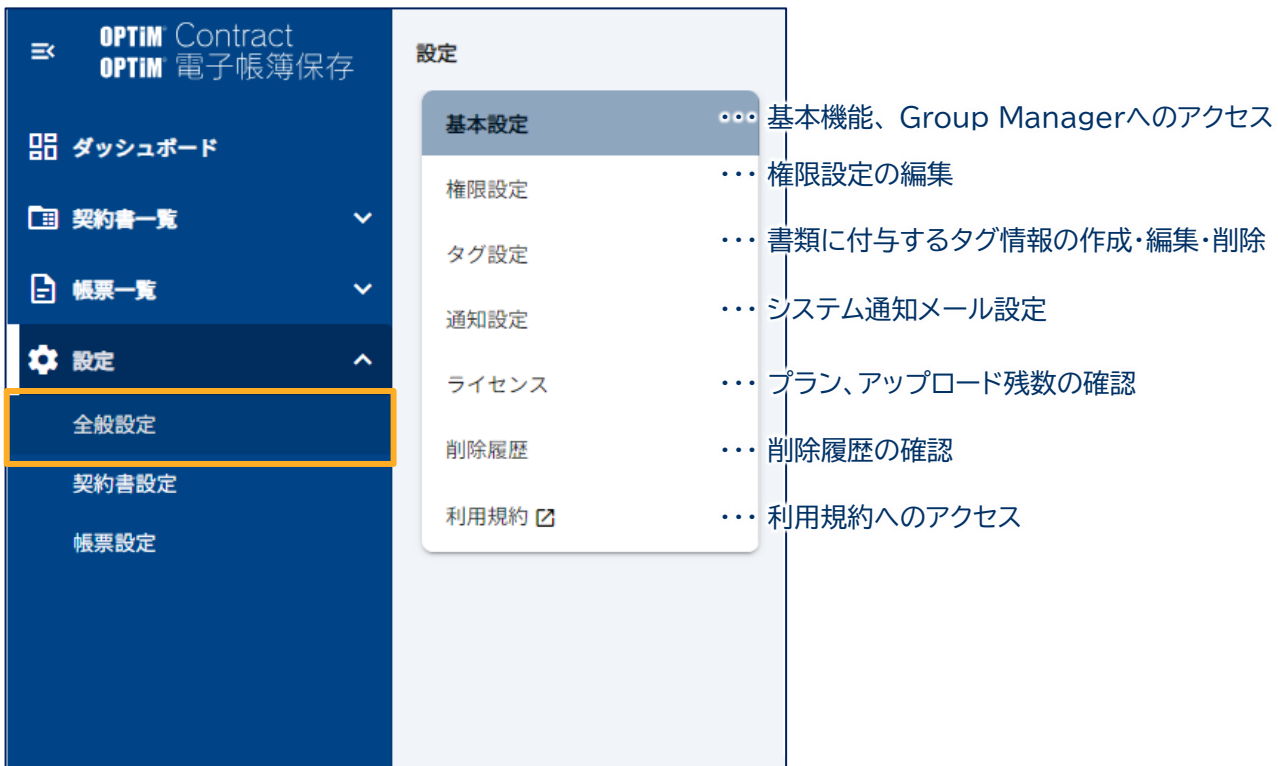 OPTiM Contract
OPTiM 電子帳簿保存
ダッシュボード
契約書一覧
帳票一覧
設定
全般設定
契約書設定
帳票設定
設定
基本設定 ••• 基本機能、Group Managerへのアクセス
権限設定 ••• 権限設定の編集
タグ設定 ••• 書類に付与するタグ情報の作成・編集・削除
通知設定 ••• システム通知メール設定
ライセンス ••• プラン、アップロード残数の確認
削除履歴 ••• 削除履歴の確認
利用規約 ••• 利用規約へのアクセス